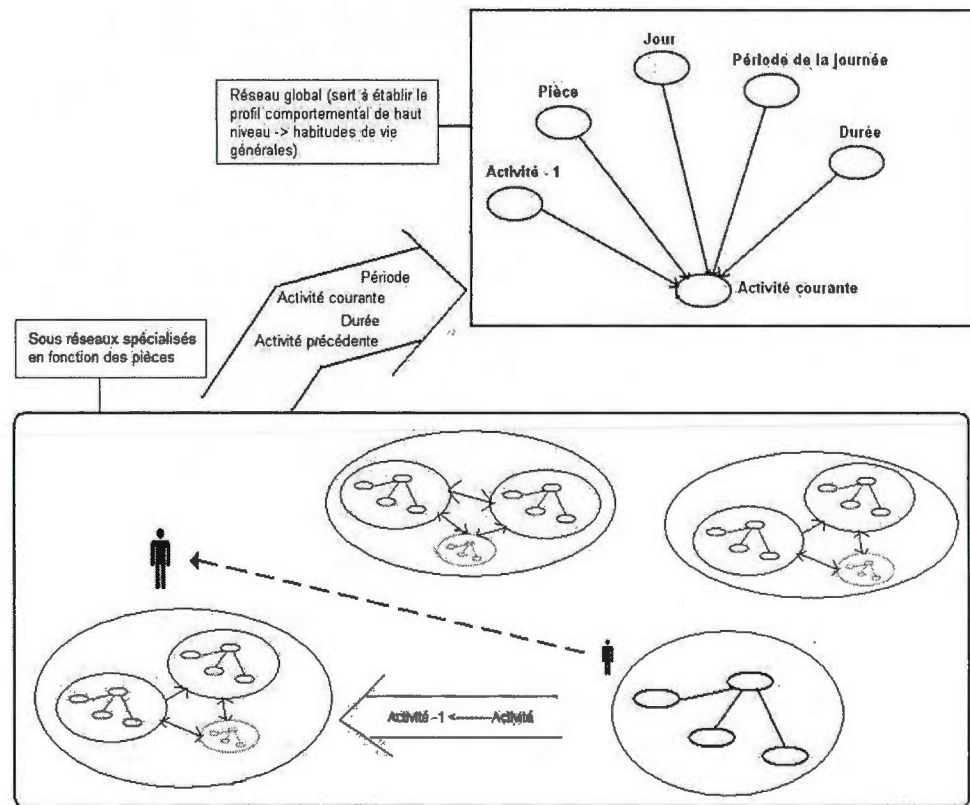 Jour
Période de la journée
Pièce
Durée
Activité - 1
Activité courante
Réseau global (sert à établir le
profil comportemental de haut
niveau -> habitudes de vie
générales)
Période
Activité courante
Durée
Activité précédente
Sous réseaux spécialisés
en fonction des pièces
Activité -1 <-------- Activité